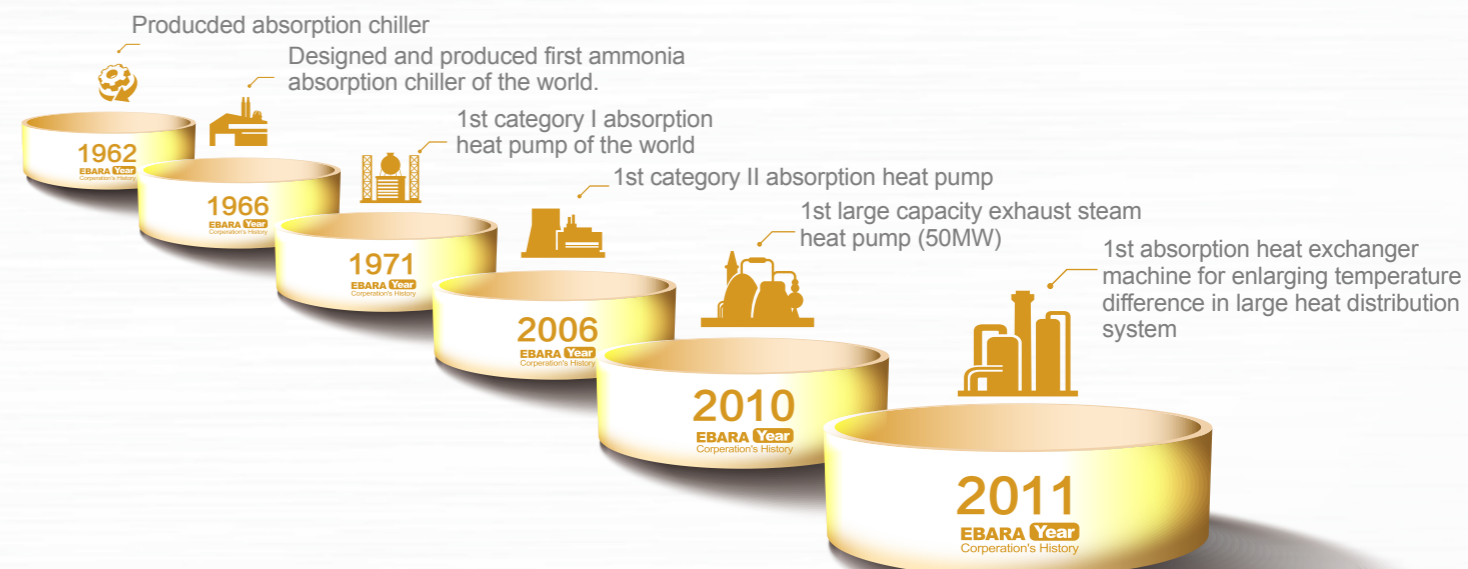 Producded absorption chiller
Designed and produced first ammonia
absorption chiller of the world.
1st category I absorption
heat pump of the world
1st category II absorption heat pump
1st large capacity exhaust steam
heat pump (50MW)
1st absorption heat exchanger
machine for enlarging temperature
difference in large heat distribution
system
1962
EBARA Year
Corperation's History
1966
EBARA Year
Corperation's History
1971
EBARA Year
Corperation's History
2006
EBARA Year
Corperation's History
2010
EBARA Year
Corperation's History
2011
EBARA Year
Corperation's History